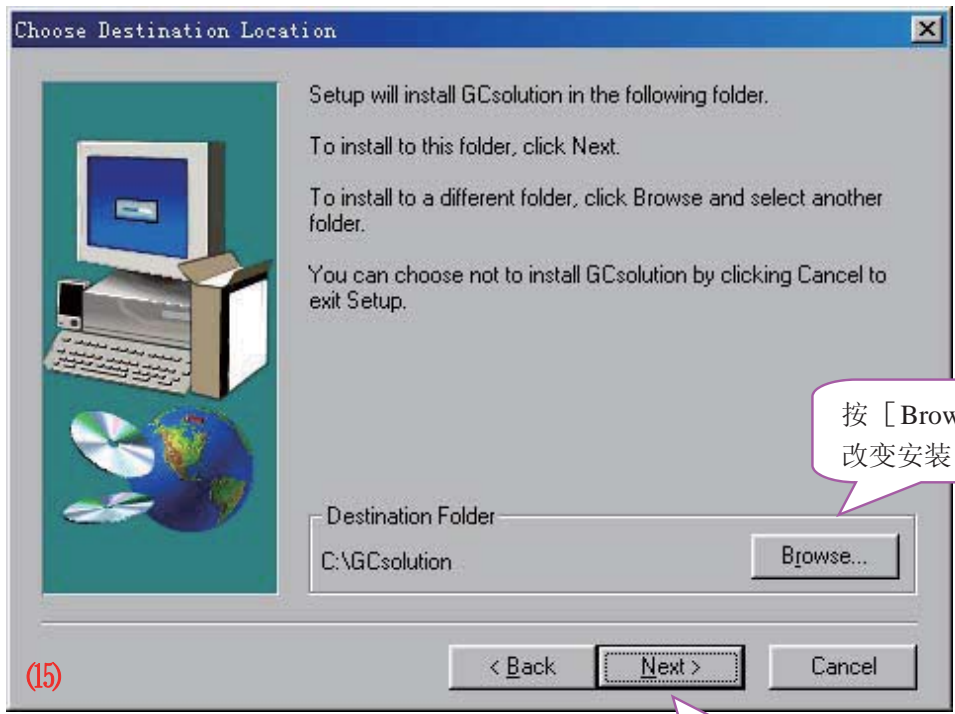 Choose Destination Location
Setup will install GCsolution in the following folder.
To install to this folder, click Next.
To install to a different folder, click Browse and select another
folder.
You can choose not to install GCsolution by clicking Cancel to
exit Setup.
按［Brow
改变安装
Destination Folder
C:\GCsolution
Browse...
(15)
< Back
Next >
Cancel